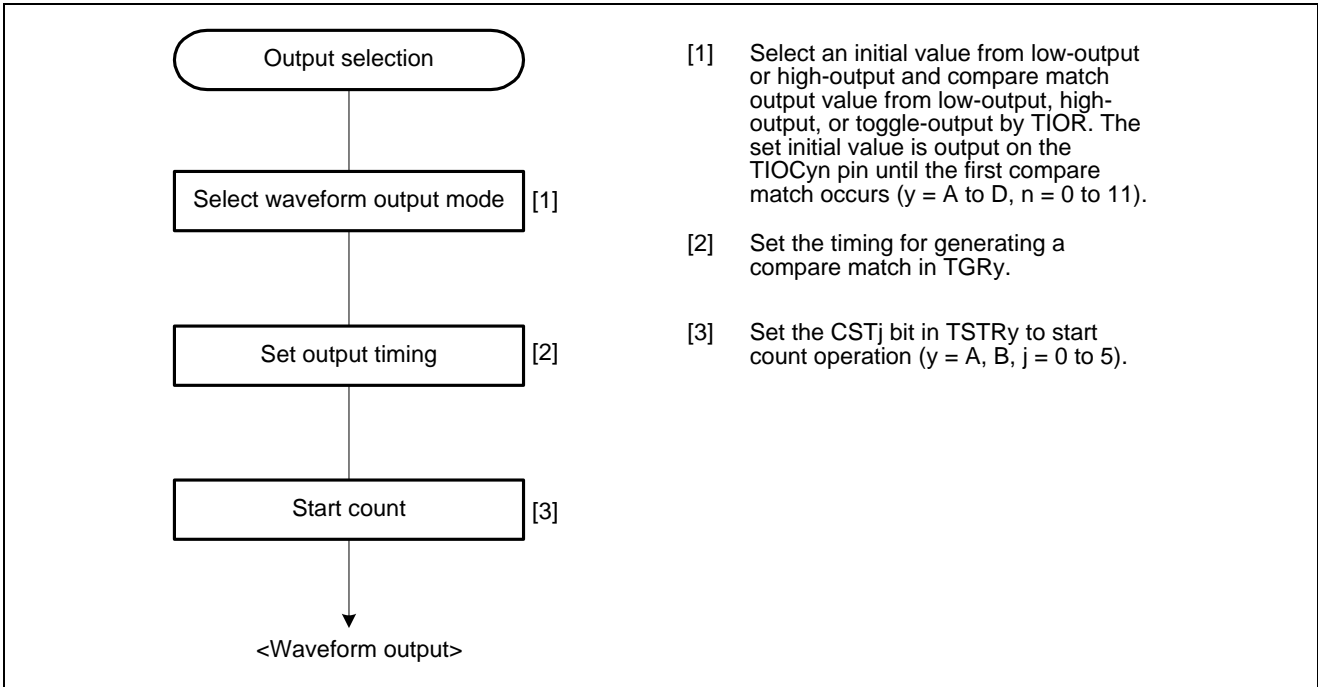 Output selection
Select waveform output mode [1]
Set output timing [2]
Start count [3]
<Waveform output>
[1] Select an initial value from low-output
or high-output and compare match
output value from low-output, high-
output, or toggle-output by TIOR. The
set initial value is output on the
TIOCyn pin until the first compare
match occurs (y = A to D, n = 0 to 11).
[2] Set the timing for generating a
compare match in TGRy.
[3] Set the CSTj bit in TSTRy to start
count operation (y = A, B, j = 0 to 5).